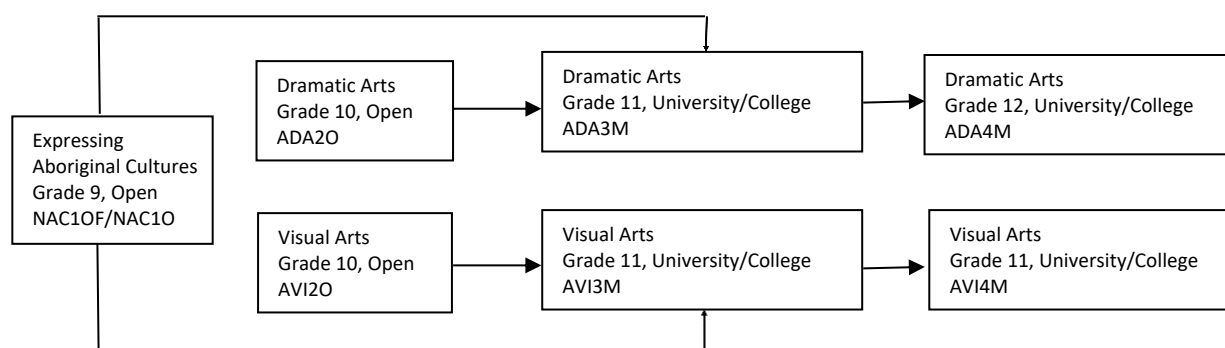 Expressing
Aboriginal Cultures
Grade 9, Open
NAC1OF/NAC1O
Dramatic Arts
Grade 10, Open
ADA2O
Dramatic Arts
Grade 11, University/College
ADA3M
Dramatic Arts
Grade 12, University/College
ADA4M
Visual Arts
Grade 10, Open
AVI2O
Visual Arts
Grade 11, University/College
AVI3M
Visual Arts
Grade 11, University/College
AVI4M